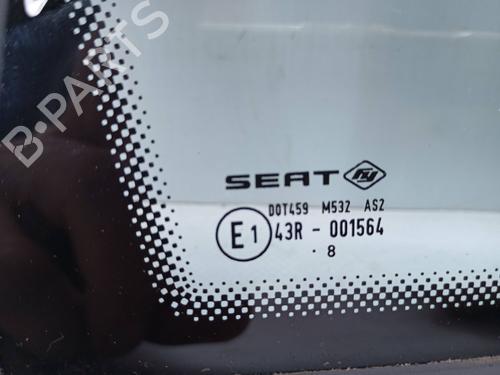 B-PARTS
SEAT
DOT459 M532 AS2
E1 43R - 001564
. 8